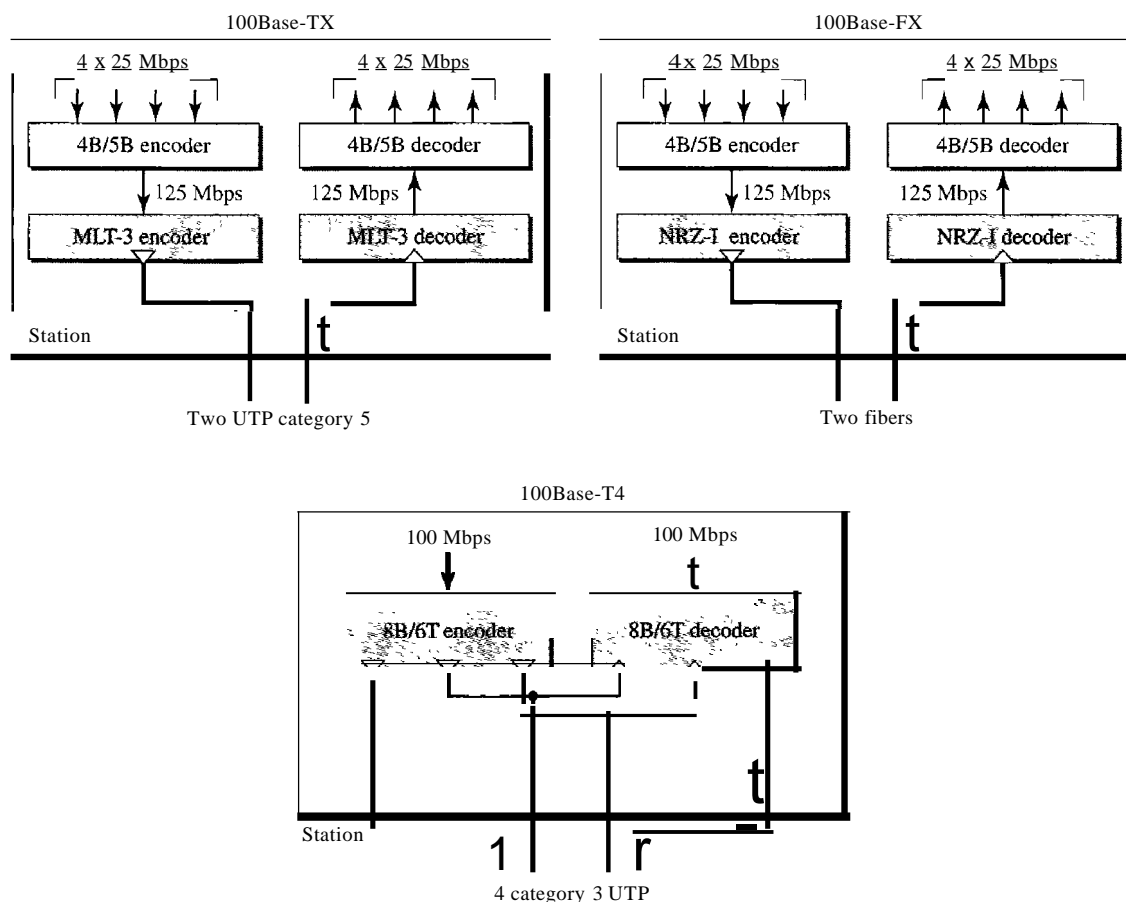 100Base-TX
4 x 25 Mbps
4 x 25 Mbps
4B/5B encoder
4B/5B decoder
125 Mbps
125 Mbps
MLT-3 encoder
MLT-3 decoder
t
Station
Two UTP category 5
100Base-FX
4x 25 Mbps
4 x 25 Mbps
4B/5B encoder
4B/5B decoder
125 Mbps
125 Mbps
NRZ-I encoder
NRZ-I decoder
t
Station
Two fibers
100Base-T4
100 Mbps
100 Mbps
t
8B/6T encoder
8B/6T decoder
t
Station
1
r
4 category 3 UTP